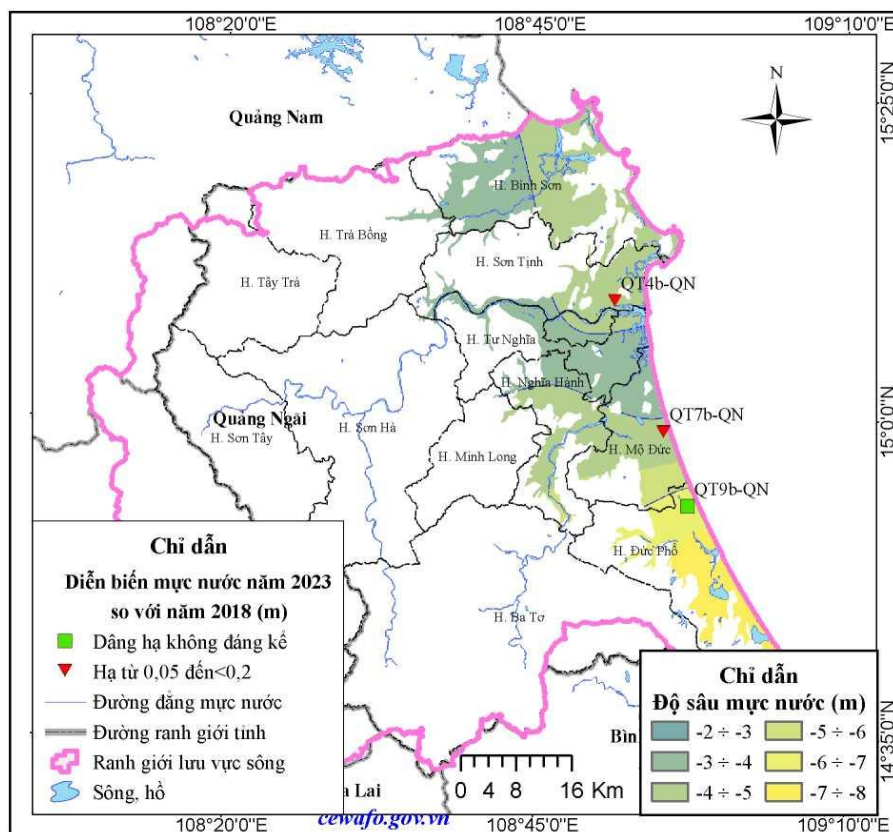 108°20'0"E
108°45'0"E
109°10'0"E
15°25'0"N
N
Quảng Nam
H. Bình Sơn
H. Trà Bồng
H. Sơn Tịnh
H. Tây Trà
QT4b-QN
H. Tư Nghĩa
H. Nghĩa Hành
QT7b-QN
15°0'0"N
Quảng Ngãi
H. Sơn Tây
H. Sơn Hà
H. Mộ Đức
H. Minh Long
QT9b-QN
H. Đức Phổ
H. Ba Tơ
Chỉ dẫn
Diễn biến mực nước năm 2023
so với năm 2018 (m)
Dâng hạ không đáng kể
Hạ từ 0,05 đến<0,2
Đường đẳng mực nước
Đường ranh giới tỉnh
Ranh giới lưu vực sông
Sông, hồ
Bìn
a Lai
0 4 8 16 Km
cewafo.gov.vn
Chỉ dẫn
Độ sâu mực nước (m)
-2 ÷ -3
-3 ÷ -4
-4 ÷ -5
-5 ÷ -6
-6 ÷ -7
-7 ÷ -8
14°35'0"N
108°20'0"E
108°45'0"E
109°10'0"E